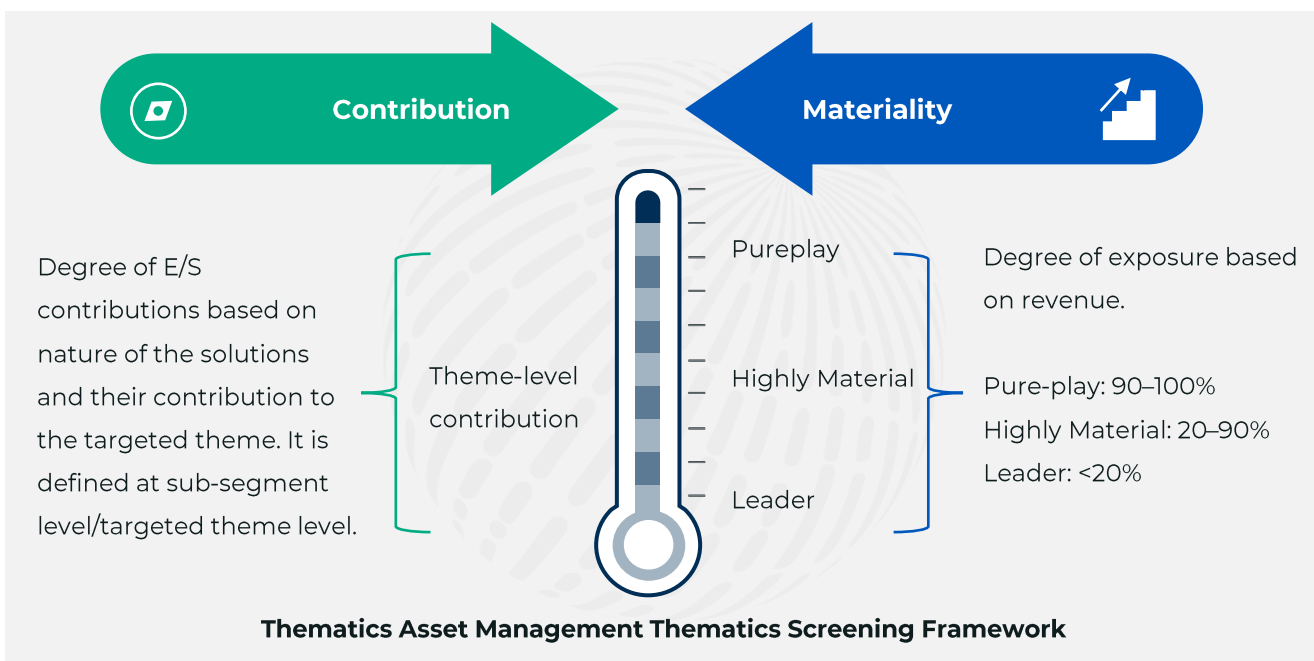 Contribution
Materiality
Degree of E/S
contributions based on
nature of the solutions
and their contribution to
the targeted theme. It is
defined at sub-segment
level/targeted theme level.
Theme-level
contribution
Pureplay
Highly Material
Leader
Degree of exposure based
on revenue.
Pure-play: 90–100%
Highly Material: 20–90%
Leader: <20%
Thematics Asset Management Thematics Screening Framework